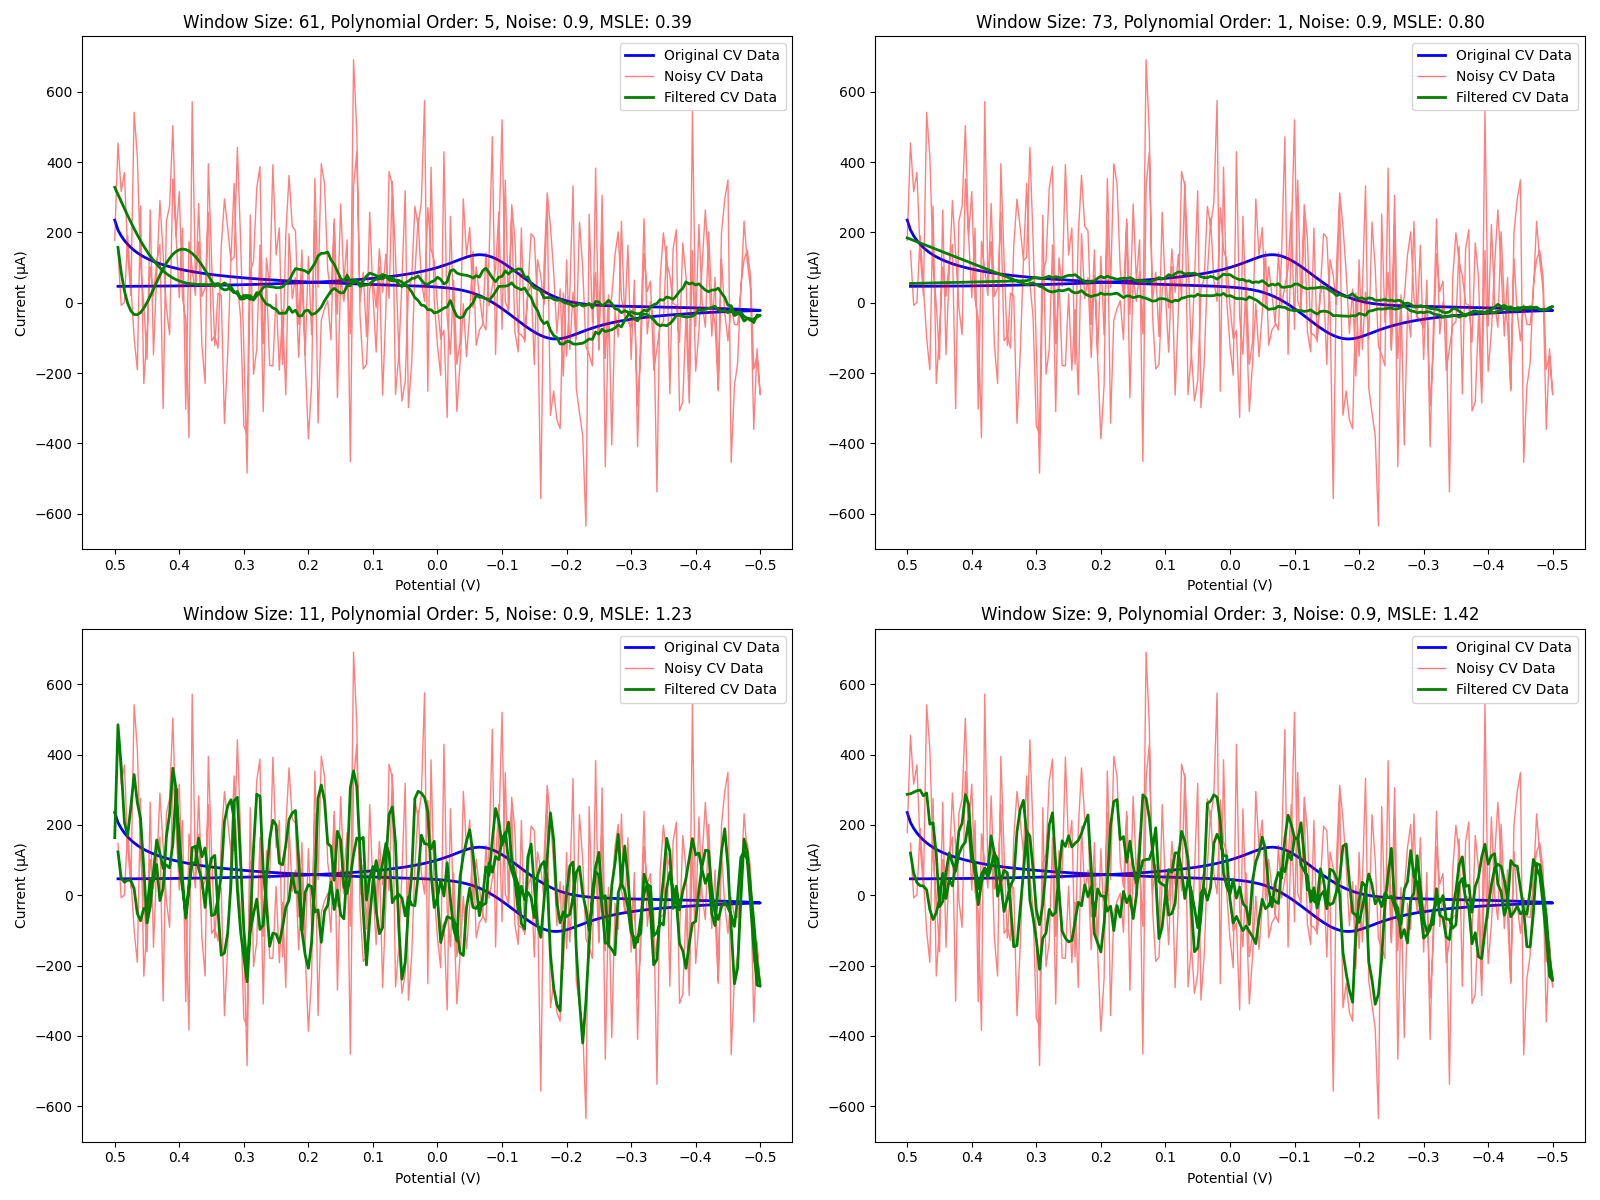 Window Size: 61, Polynomial Order: 5, Noise: 0.9, MSLE: 0.39
Original CV Data
Noisy CV Data
Filtered CV Data
Current (µA)
600
400
200
0
−200
−400
−600
0.5 0.4 0.3 0.2 0.1 0.0 −0.1 −0.2 −0.3 −0.4 −0.5
Potential (V)
Window Size: 73, Polynomial Order: 1, Noise: 0.9, MSLE: 0.80
Original CV Data
Noisy CV Data
Filtered CV Data
Current (µA)
600
400
200
0
−200
−400
−600
0.5 0.4 0.3 0.2 0.1 0.0 −0.1 −0.2 −0.3 −0.4 −0.5
Potential (V)
Window Size: 11, Polynomial Order: 5, Noise: 0.9, MSLE: 1.23
Original CV Data
Noisy CV Data
Filtered CV Data
Current (µA)
600
400
200
0
−200
−400
−600
0.5 0.4 0.3 0.2 0.1 0.0 −0.1 −0.2 −0.3 −0.4 −0.5
Potential (V)
Window Size: 9, Polynomial Order: 3, Noise: 0.9, MSLE: 1.42
Original CV Data
Noisy CV Data
Filtered CV Data
Current (µA)
600
400
200
0
−200
−400
−600
0.5 0.4 0.3 0.2 0.1 0.0 −0.1 −0.2 −0.3 −0.4 −0.5
Potential (V)